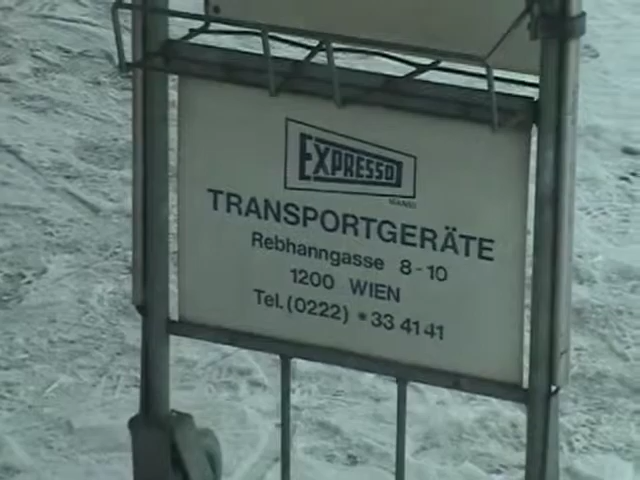 EXPRESSO
TRANSPORTGERÄTE
Rebhanngasse 8-10
1200 WIEN
Tel. (0222) *33 41 41